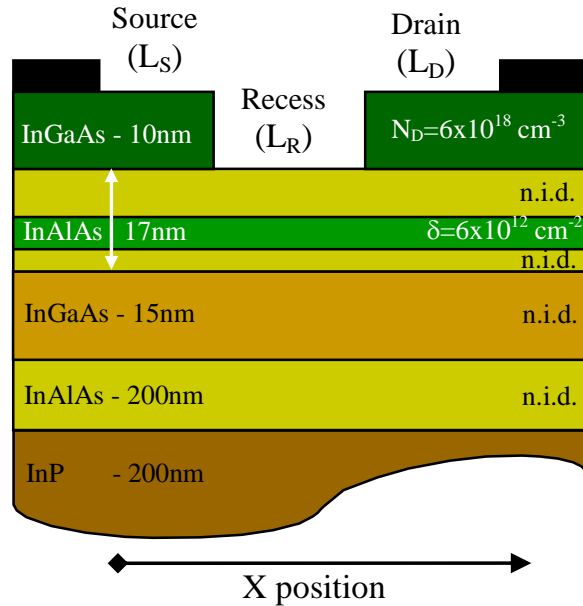 Source
(L_S)
Drain
(L_D)
Recess
(L_R)
InGaAs - 10nm
N_D=6x10^18 cm^-3
n.i.d.
InAlAs - 17nm
δ=6x10^12 cm^-2
n.i.d.
InGaAs - 15nm
n.i.d.
InAlAs - 200nm
n.i.d.
InP - 200nm
X position